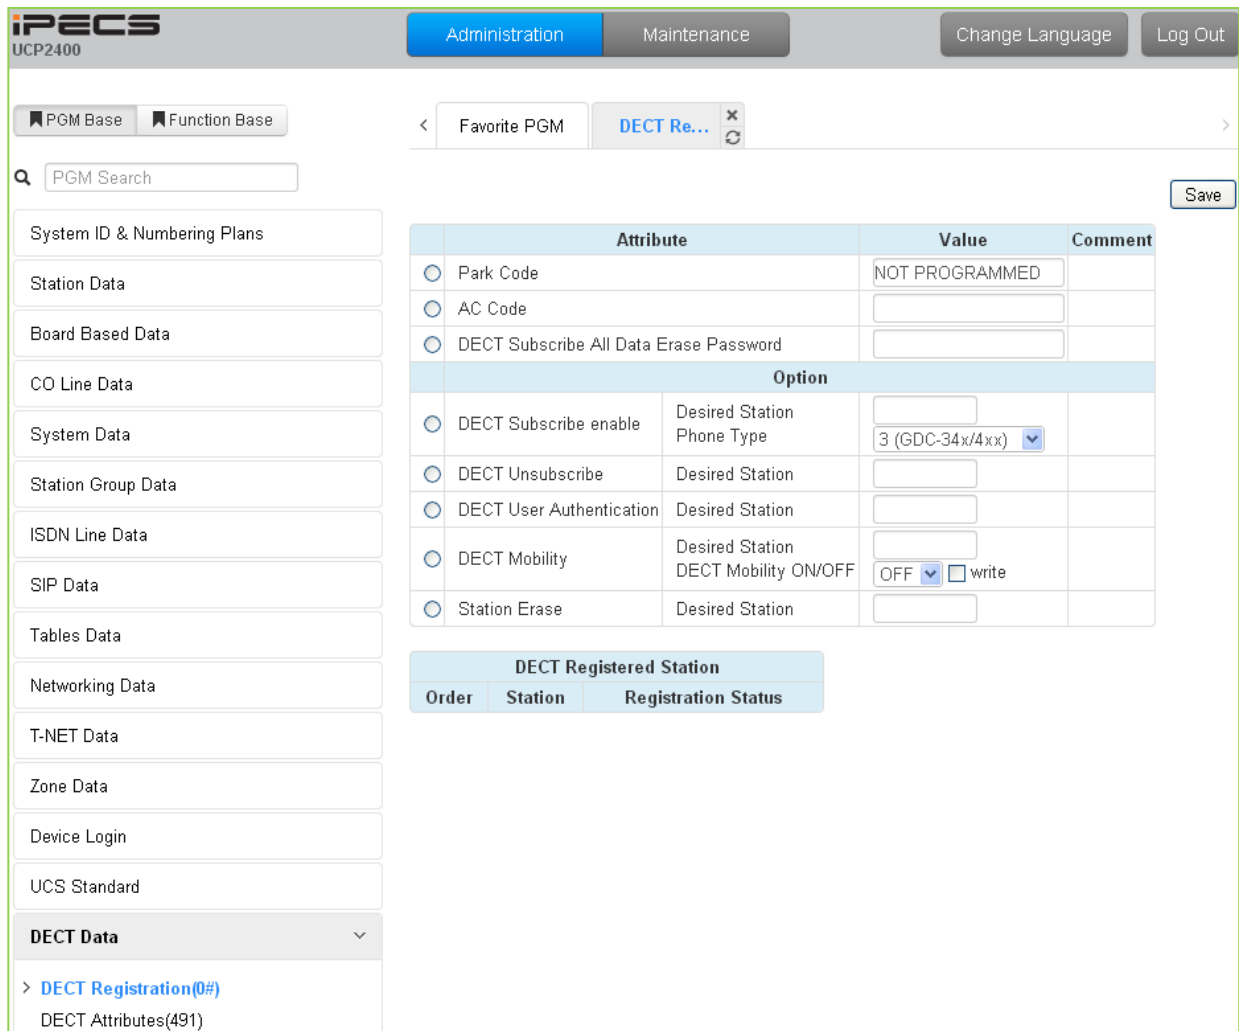 iPECS
UCP2400
Administration
Maintenance
Change Language
Log Out
PGM Base
Function Base
PGM Search
System ID & Numbering Plans
Station Data
Board Based Data
CO Line Data
System Data
Station Group Data
ISDN Line Data
SIP Data
Tables Data
Networking Data
T-NET Data
Zone Data
Device Login
UCS Standard
DECT Data
DECT Registration(0#)
DECT Attributes(491)
Favorite PGM
DECT Re...
Save
Attribute Value Comment
Park Code NOT PROGRAMMED
AC Code
DECT Subscribe All Data Erase Password
Option
DECT Subscribe enable Desired Station
Phone Type 3 (GDC-34x/4xx)
DECT Unsubscribe Desired Station
DECT User Authentication Desired Station
DECT Mobility Desired Station
DECT Mobility ON/OFF OFF write
Station Erase Desired Station
DECT Registered Station
Order Station Registration Status